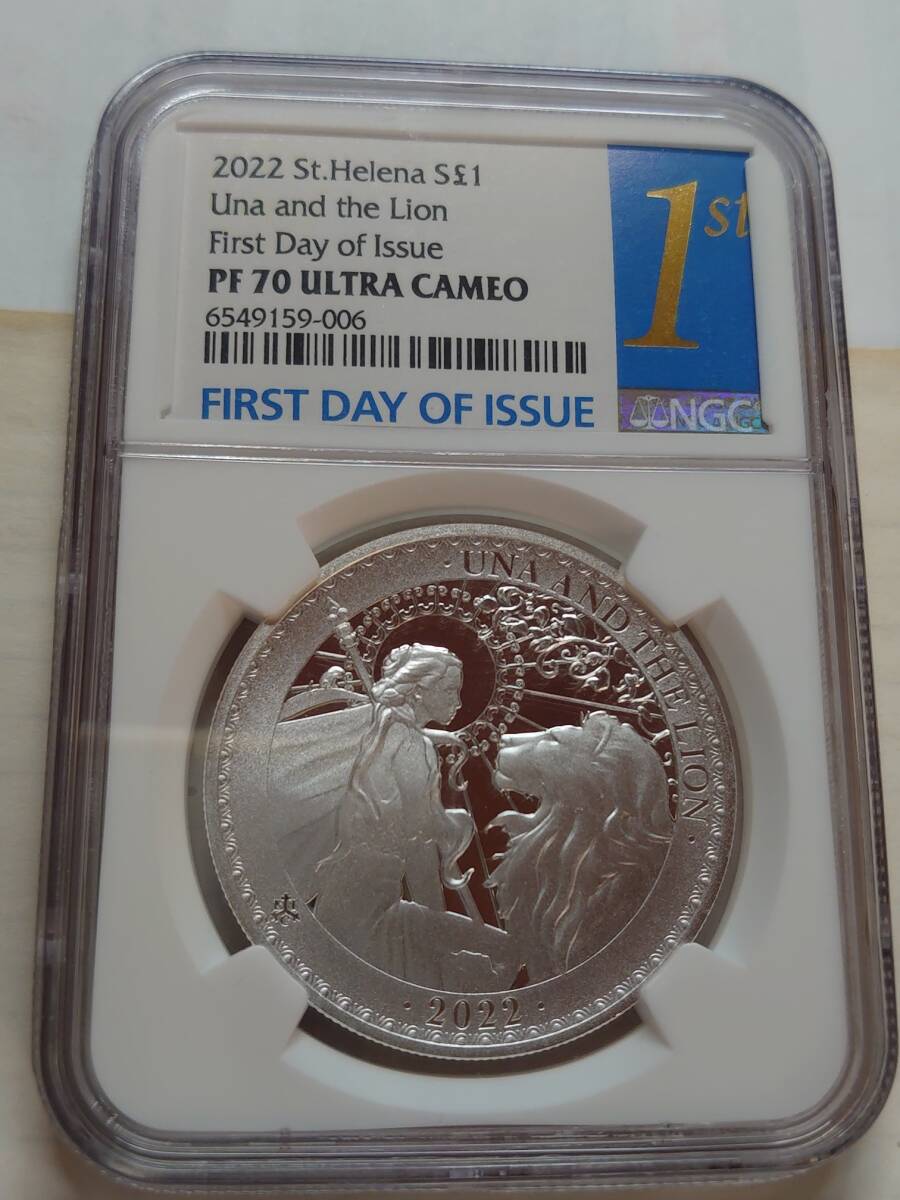 2022 St.Helena S£1
Una and the Lion
First Day of Issue
PF 70 ULTRA CAMEO
6549159-006
FIRST DAY OF ISSUE
1st
NGC
· UNA AND THE LION ·
· 2022 ·